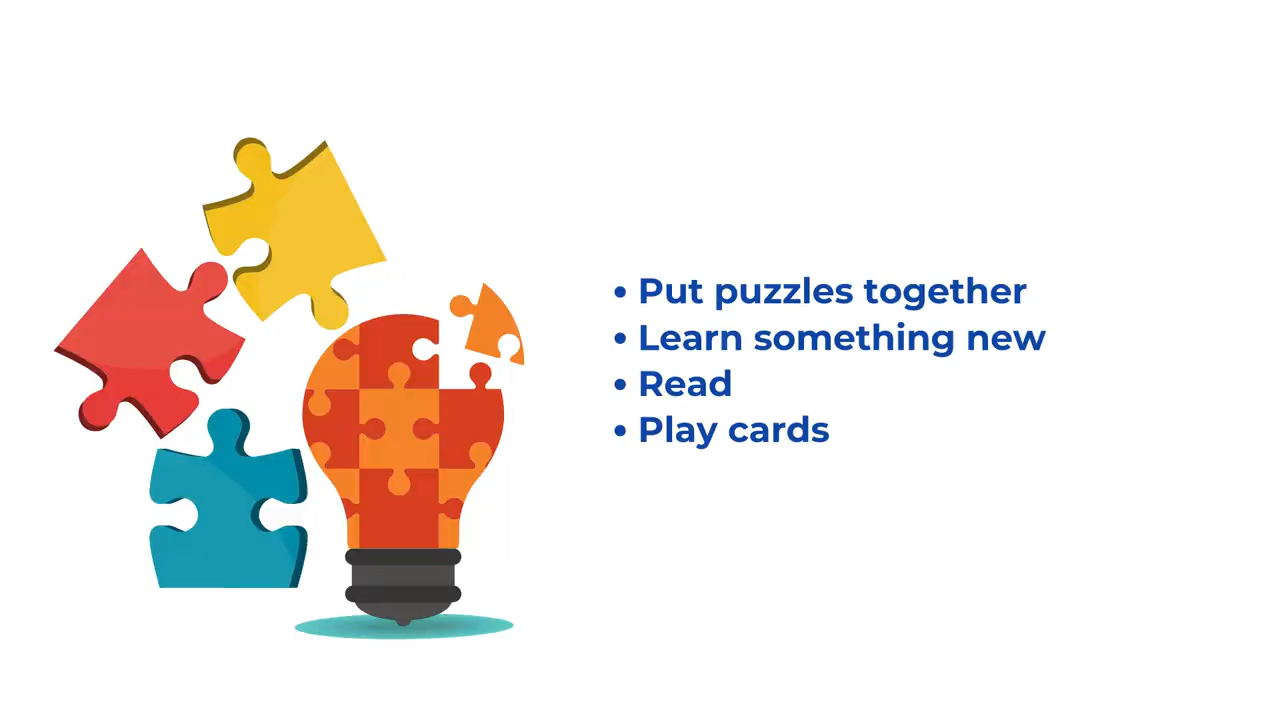 • Put puzzles together
• Learn something new
• Read
• Play cards